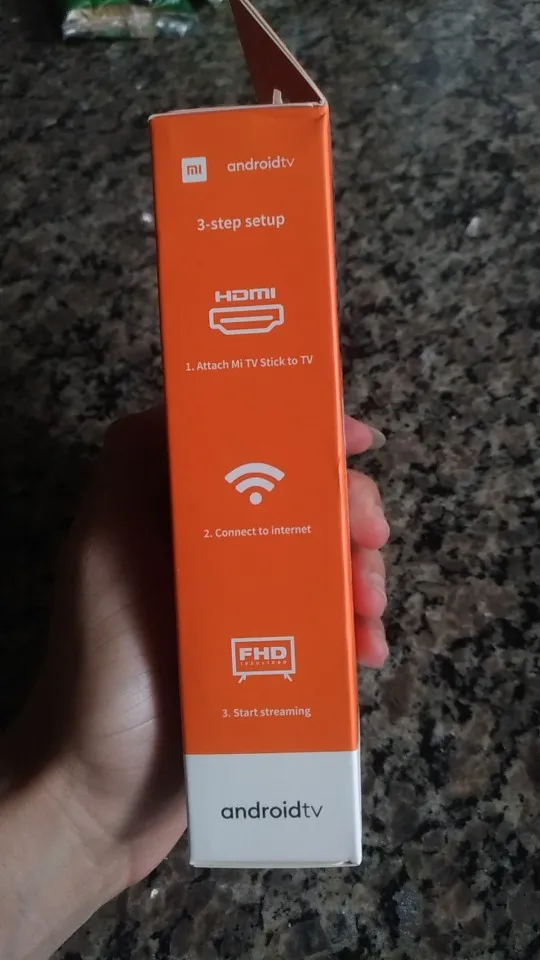 mi androidtv
3-step setup
HDMI
1. Attach Mi TV Stick to TV
2. Connect to internet
FHD
1920x1080
3. Start streaming
androidtv